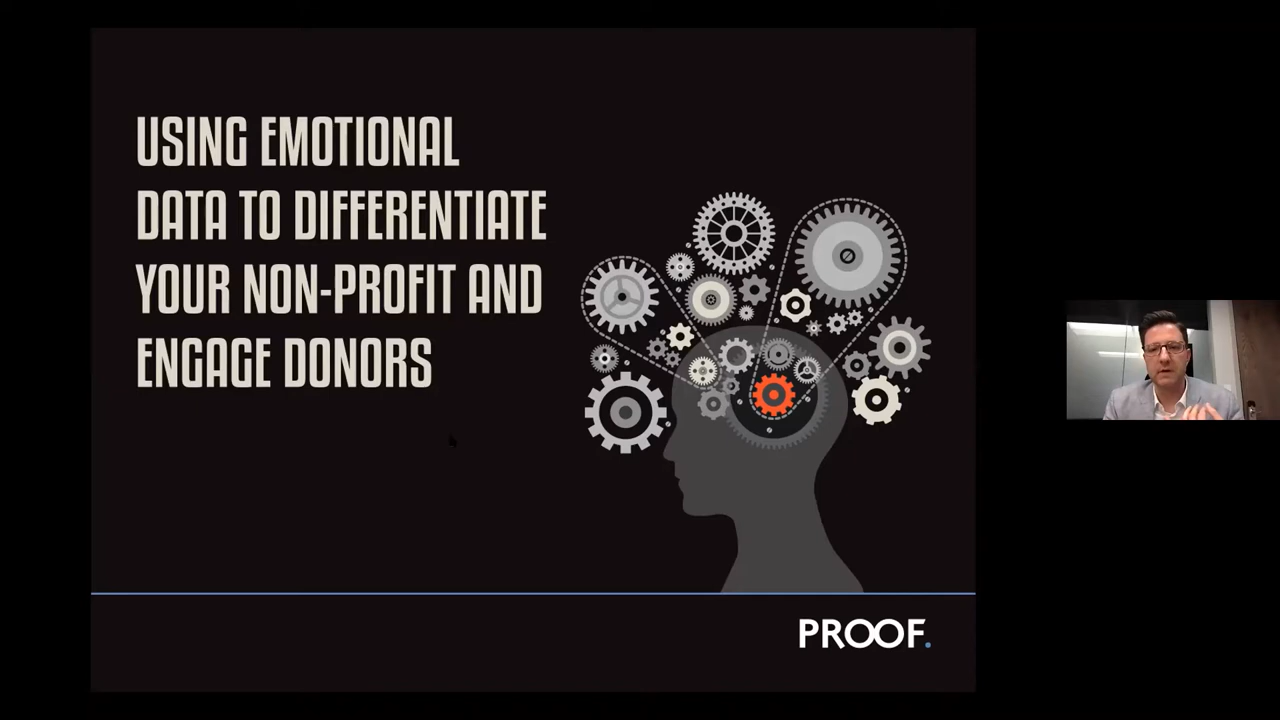 USING EMOTIONAL
DATA TO DIFFERENTIATE
YOUR NON-PROFIT AND
ENGAGE DONORS
PROOF.